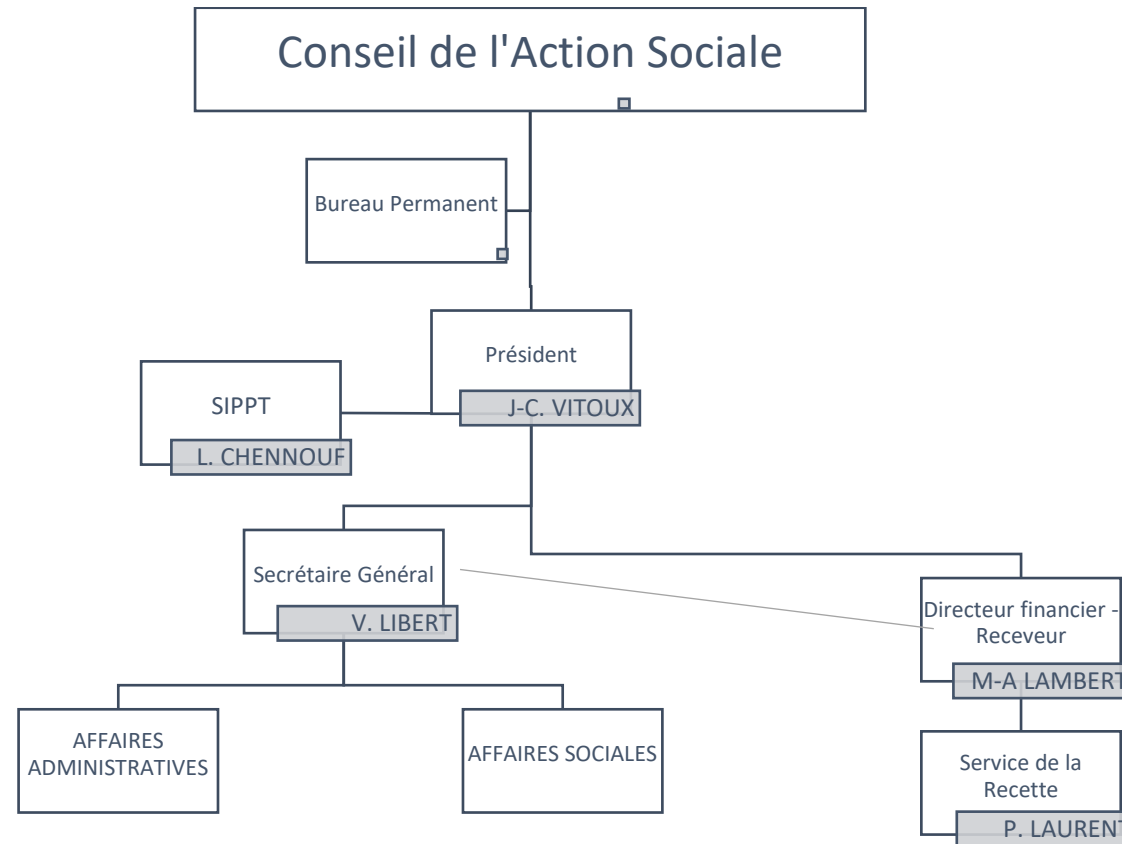 Conseil de l'Action Sociale
Bureau Permanent
Président
J-C. VITOUX
SIPPT
L. CHENNOUF
Secrétaire Général
V. LIBERT
Directeur financier -
Receveur
M-A LAMBERT
AFFAIRES
ADMINISTRATIVES
AFFAIRES SOCIALES
Service de la
Recette
P. LAURENT